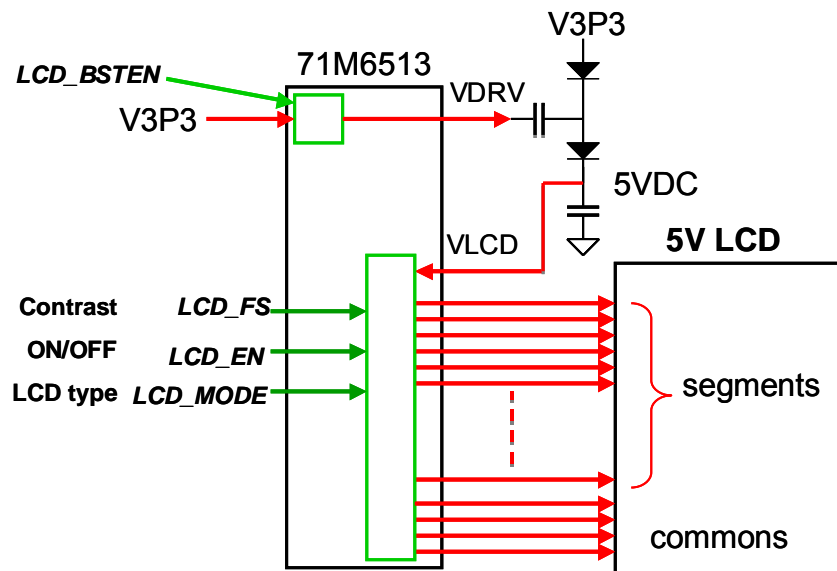 V3P3
71M6513
LCD_BSTEN
VDRV
V3P3
5VDC
VLCD
5V LCD
Contrast LCD_FS
ON/OFF LCD_EN
LCD type LCD_MODE
segments
commons